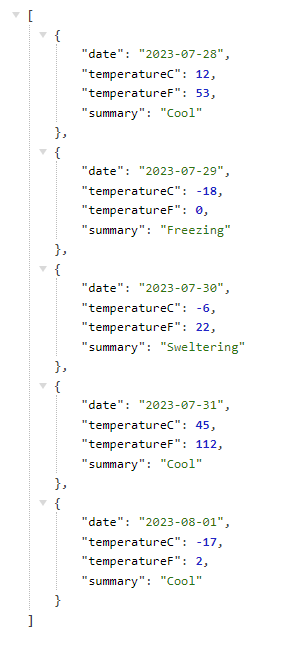 [
{
"date": "2023-07-28",
"temperatureC": 12,
"temperatureF": 53,
"summary": "Cool"
},
{
"date": "2023-07-29",
"temperatureC": -18,
"temperatureF": 0,
"summary": "Freezing"
},
{
"date": "2023-07-30",
"temperatureC": -6,
"temperatureF": 22,
"summary": "Sweltering"
},
{
"date": "2023-07-31",
"temperatureC": 45,
"temperatureF": 112,
"summary": "Cool"
},
{
"date": "2023-08-01",
"temperatureC": -17,
"temperatureF": 2,
"summary": "Cool"
}
]